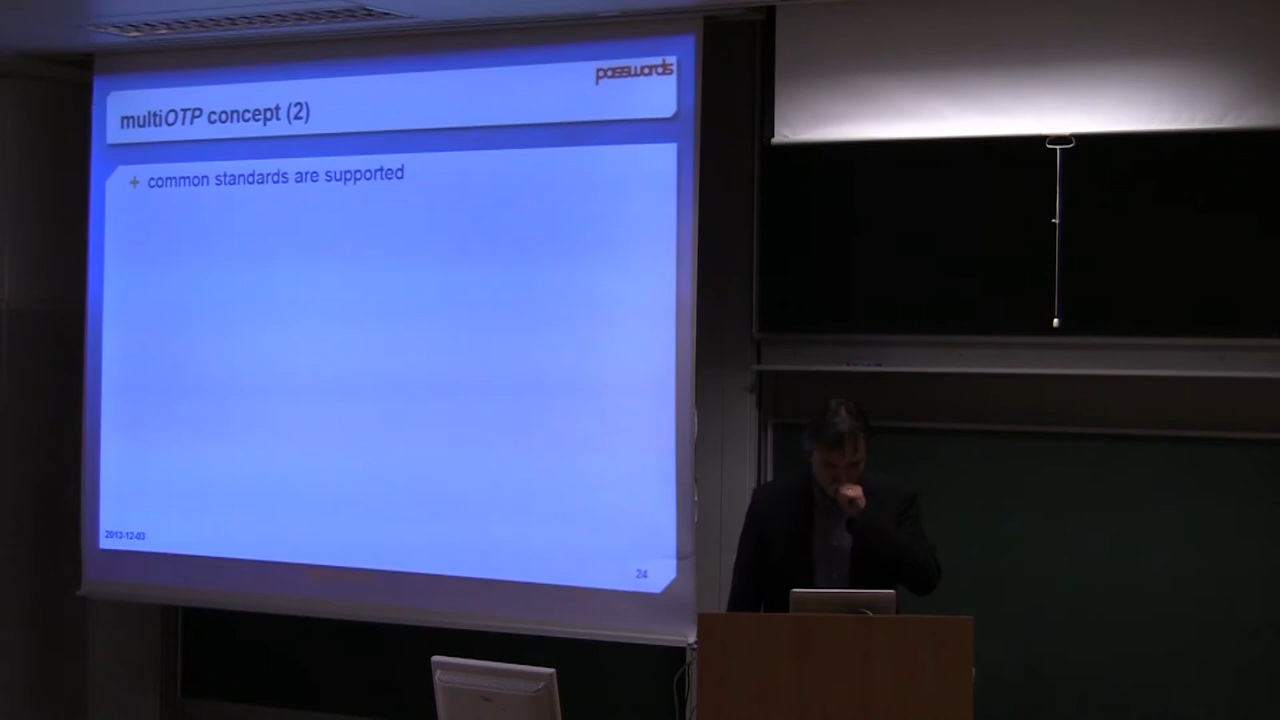 passwords
multiOTP concept (2)
+ common standards are supported
2013-12-03
24